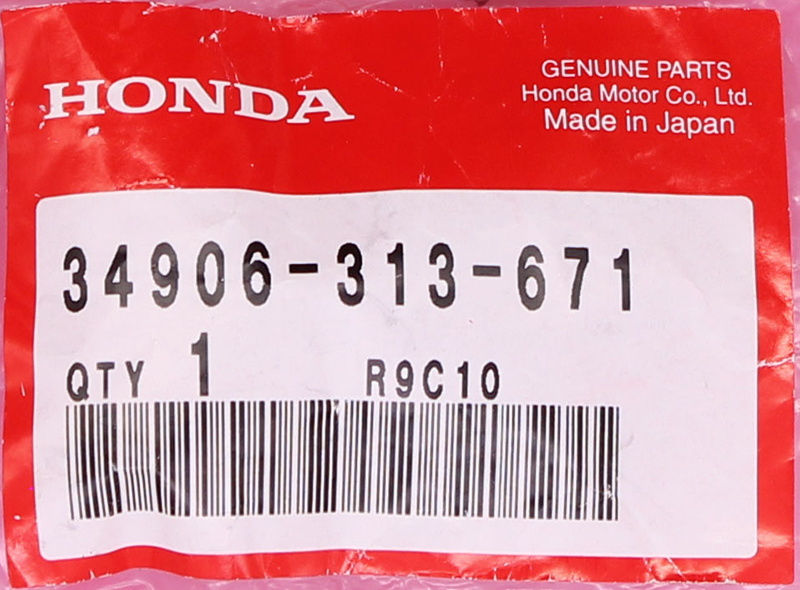 HONDA
GENUINE PARTS
Honda Motor Co., Ltd.
Made in Japan
34906-313-671
QTY 1 R9C10